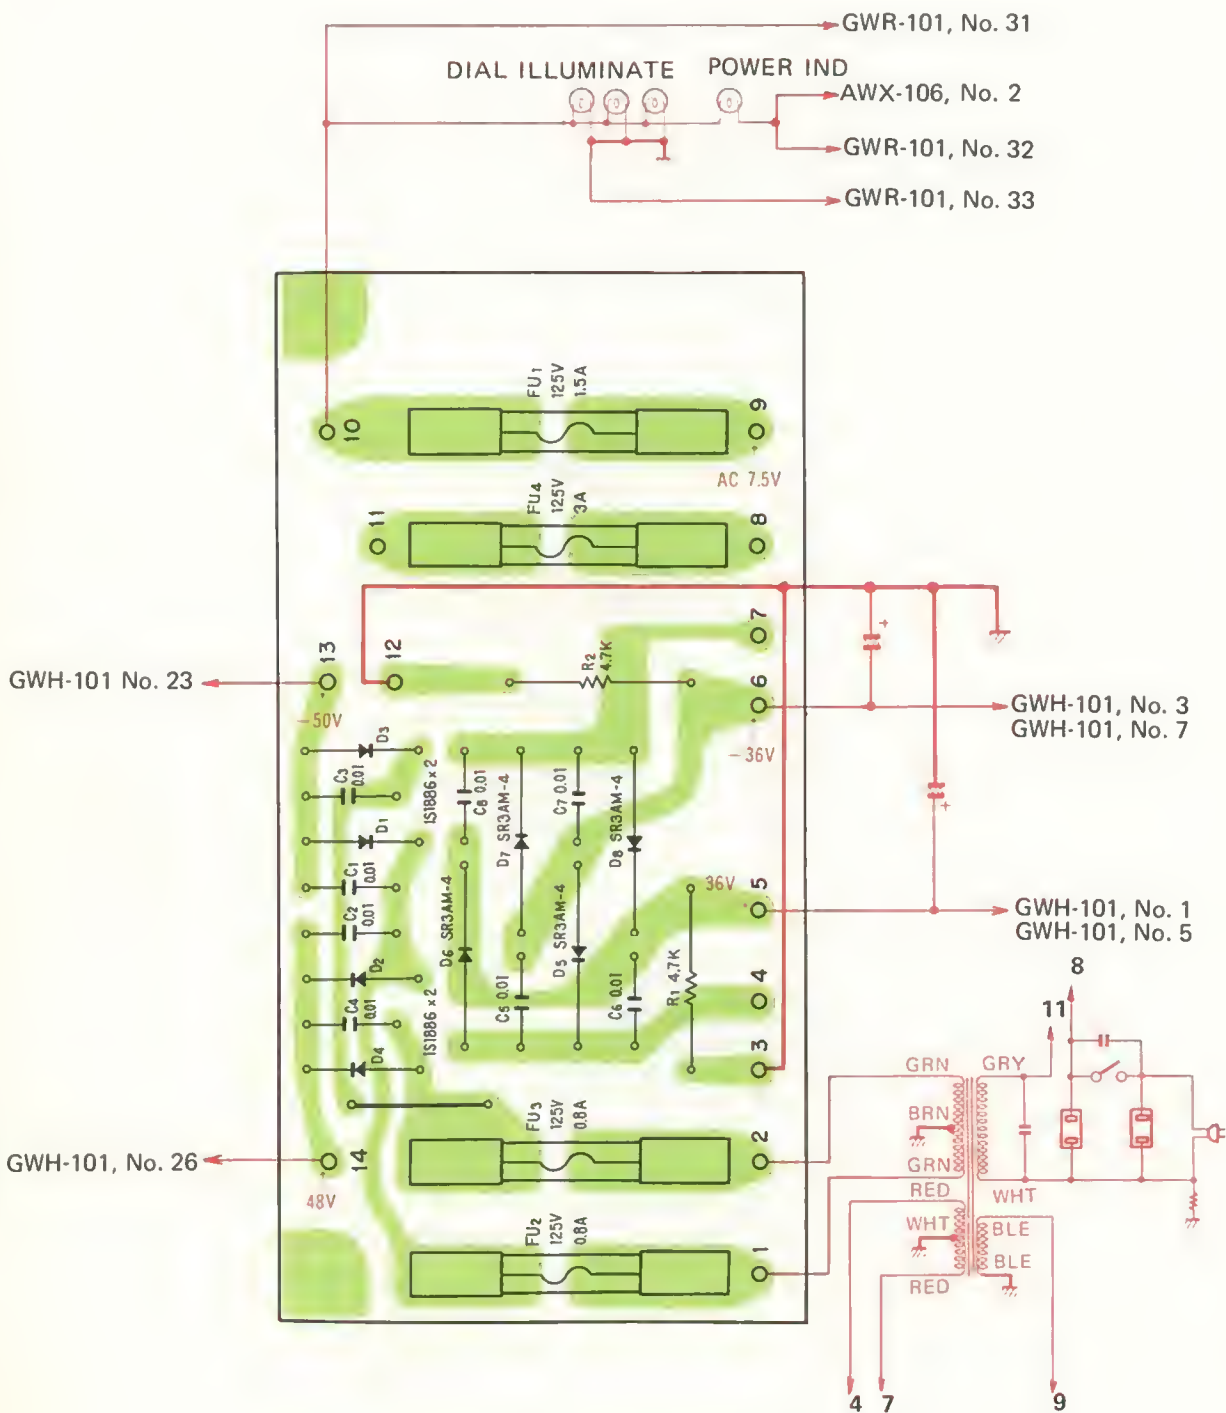 GWR-101, No. 31
DIAL ILLUMINATE POWER IND
AWX-106, No. 2
GWR-101, No. 32
GWR-101, No. 33
FU1
125V
1.5A
10
9
AC 7.5V
FU4
125V
3A
11
8
7
13
12
R2
4.7K
6
GWH-101 No. 23
-50V
-36V
GWH-101, No. 3
GWH-101, No. 7
D3
C3
0.01
1S1886 x 2
D1
C1
0.01
C2
0.01
D2
C4
0.01
1S1886 x 2
D4
C8 0.01
D7 SR3AM-4
C7 0.01
D8 SR3AM-4
D6 SR3AM-4
D5 SR3AM-4
C5 0.01
C6 0.01
36V
5
R1 4.7K
4
3
GWH-101, No. 1
GWH-101, No. 5
8
11
GRN
GRY
BRN
GRN
RED
WHT
WHT
BLE
BLE
RED
FU3
125V
0.8A
2
GWH-101, No. 26
14
48V
FU2
125V
0.8A
1
4 7 9